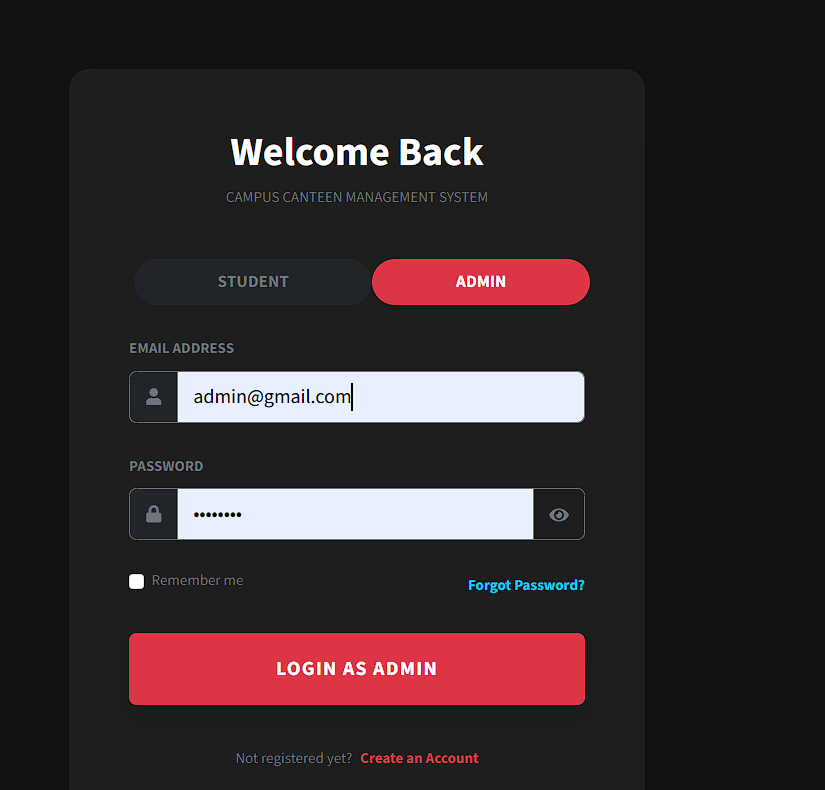 Welcome Back
CAMPUS CANTEEN MANAGEMENT SYSTEM
STUDENT ADMIN
EMAIL ADDRESS
admin@gmail.com
PASSWORD
••••••••
Remember me Forgot Password?
LOGIN AS ADMIN
Not registered yet? Create an Account